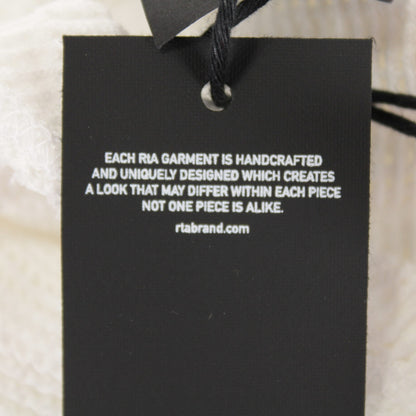 EACH RtA GARMENT IS HANDCRAFTED
AND UNIQUELY DESIGNED WHICH CREATES
A LOOK THAT MAY DIFFER WITHIN EACH PIECE
NOT ONE PIECE IS ALIKE.
rtabrand.com